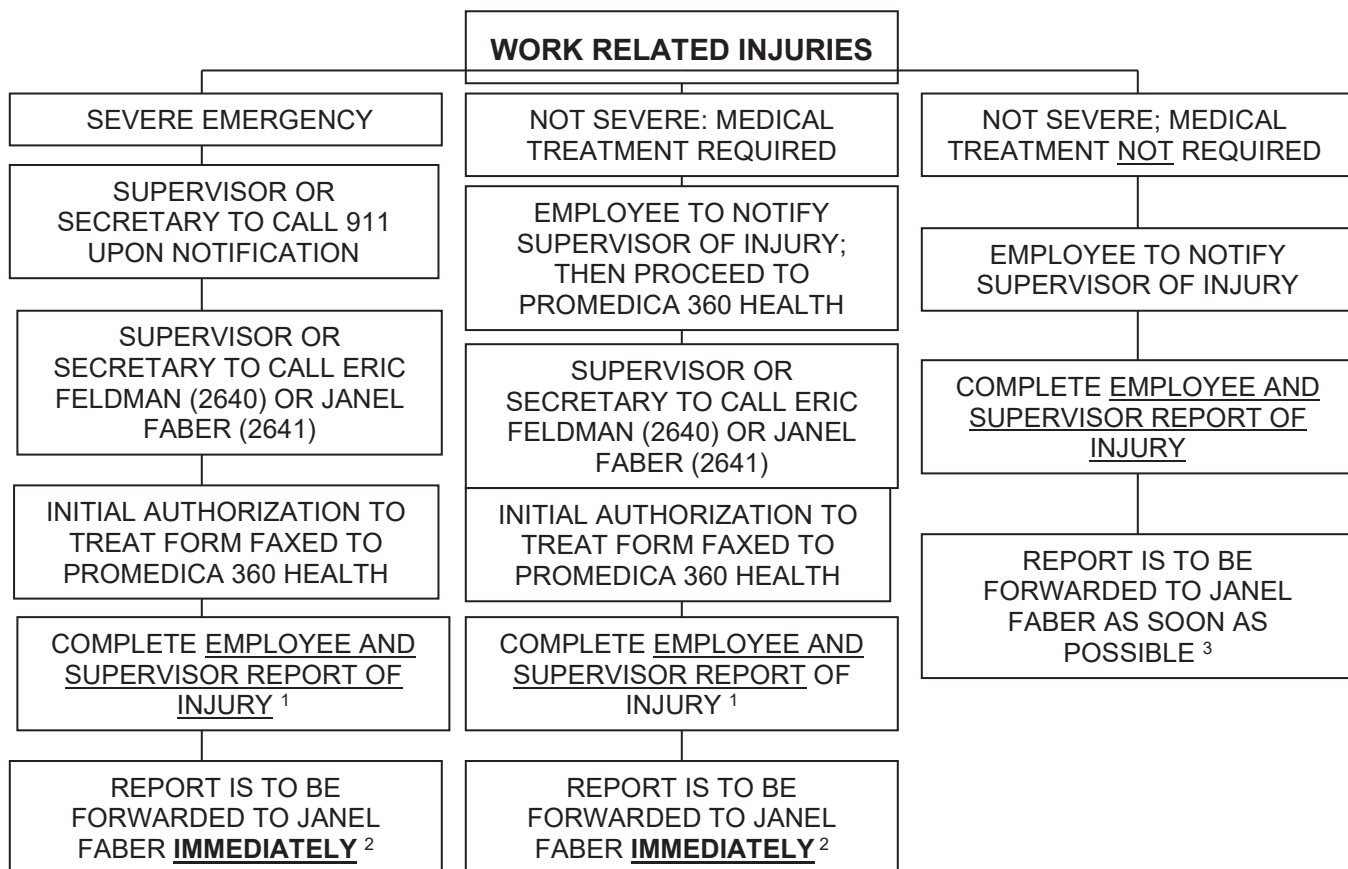 WORK RELATED INJURIES
SEVERE EMERGENCY
SUPERVISOR OR
SECRETARY TO CALL 911
UPON NOTIFICATION
SUPERVISOR OR
SECRETARY TO CALL ERIC
FELDMAN (2640) OR JANEL
FABER (2641)
INITIAL AUTHORIZATION TO
TREAT FORM FAXED TO
PROMEDICA 360 HEALTH
COMPLETE EMPLOYEE AND
SUPERVISOR REPORT OF
INJURY 1
REPORT IS TO BE
FORWARDED TO JANEL
FABER IMMEDIATELY 2
NOT SEVERE: MEDICAL
TREATMENT REQUIRED
EMPLOYEE TO NOTIFY
SUPERVISOR OF INJURY;
THEN PROCEED TO
PROMEDICA 360 HEALTH
SUPERVISOR OR
SECRETARY TO CALL ERIC
FELDMAN (2640) OR JANEL
FABER (2641)
INITIAL AUTHORIZATION TO
TREAT FORM FAXED TO
PROMEDICA 360 HEALTH
COMPLETE EMPLOYEE AND
SUPERVISOR REPORT OF
INJURY 1
REPORT IS TO BE
FORWARDED TO JANEL
FABER IMMEDIATELY 2
NOT SEVERE; MEDICAL
TREATMENT NOT REQUIRED
EMPLOYEE TO NOTIFY
SUPERVISOR OF INJURY
COMPLETE EMPLOYEE AND
SUPERVISOR REPORT OF
INJURY
REPORT IS TO BE
FORWARDED TO JANEL
FABER AS SOON AS
POSSIBLE 3